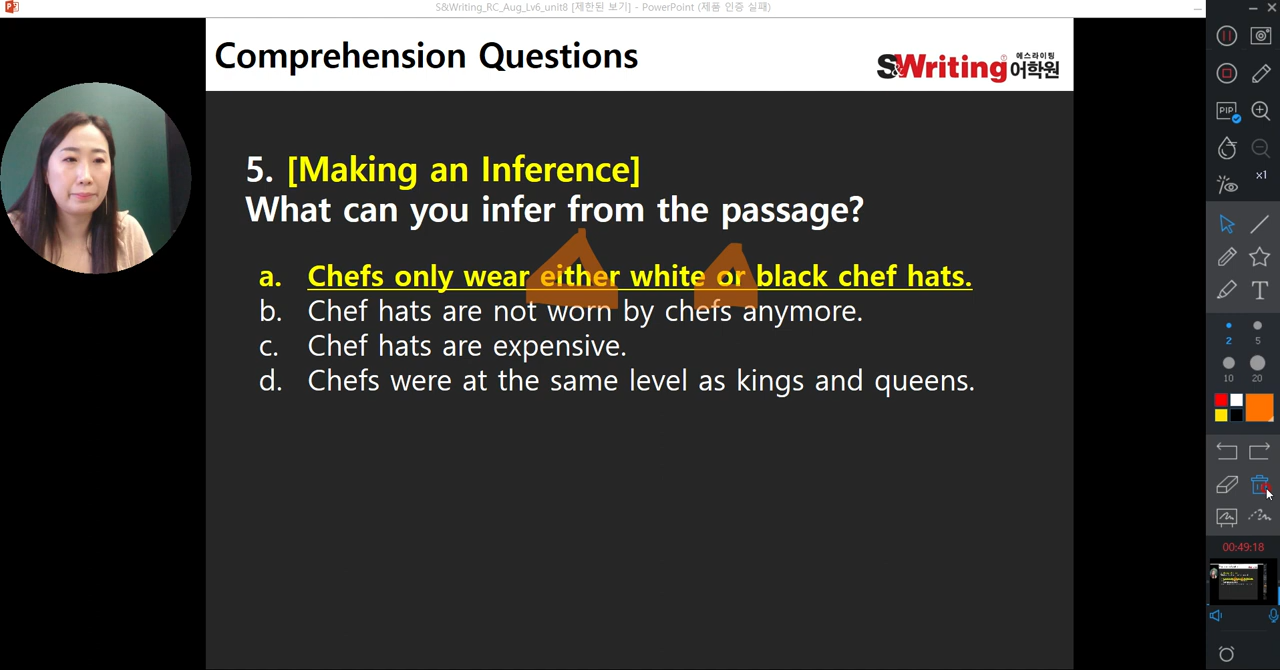 S&Writing_RC_Aug_Lv6_unit8 [제한된 보기] - PowerPoint (제품 인증 실패)
Comprehension Questions
S&Writing® 에스라이팅 어학원
5. [Making an Inference]
What can you infer from the passage?
a. Chefs only wear either white or black chef hats.
b. Chef hats are not worn by chefs anymore.
c. Chef hats are expensive.
d. Chefs were at the same level as kings and queens.
PIP
x1
T
2 5
10 20
00:49:18